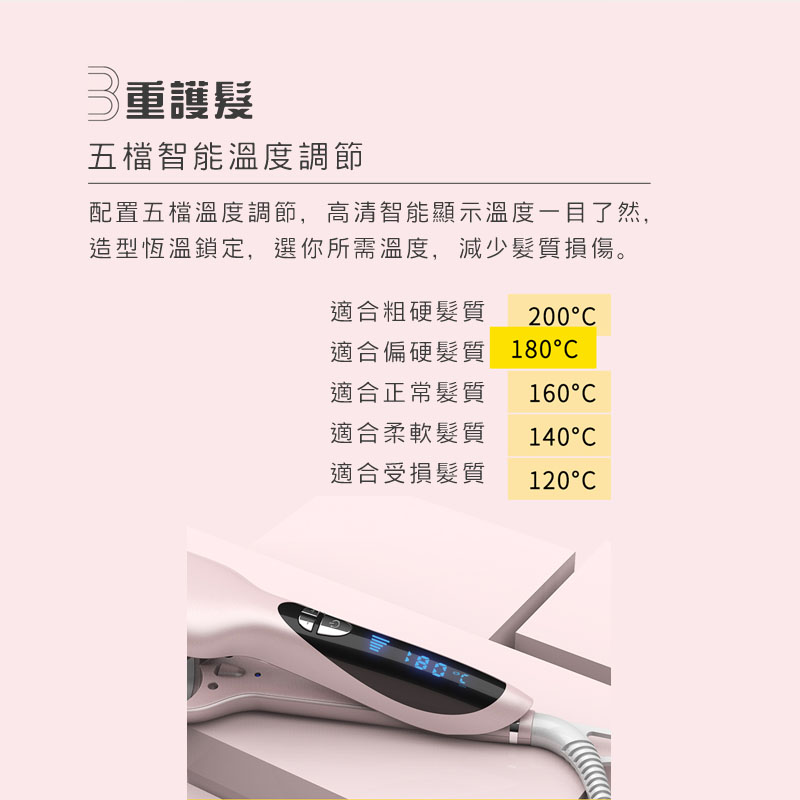 3重護髮
五檔智能溫度調節
配置五檔溫度調節, 高清智能顯示溫度一目了然,
造型恆溫鎖定, 選你所需溫度, 減少髮質損傷。
適合粗硬髮質 200°C
適合偏硬髮質 180°C
適合正常髮質 160°C
適合柔軟髮質 140°C
適合受損髮質 120°C
180°C